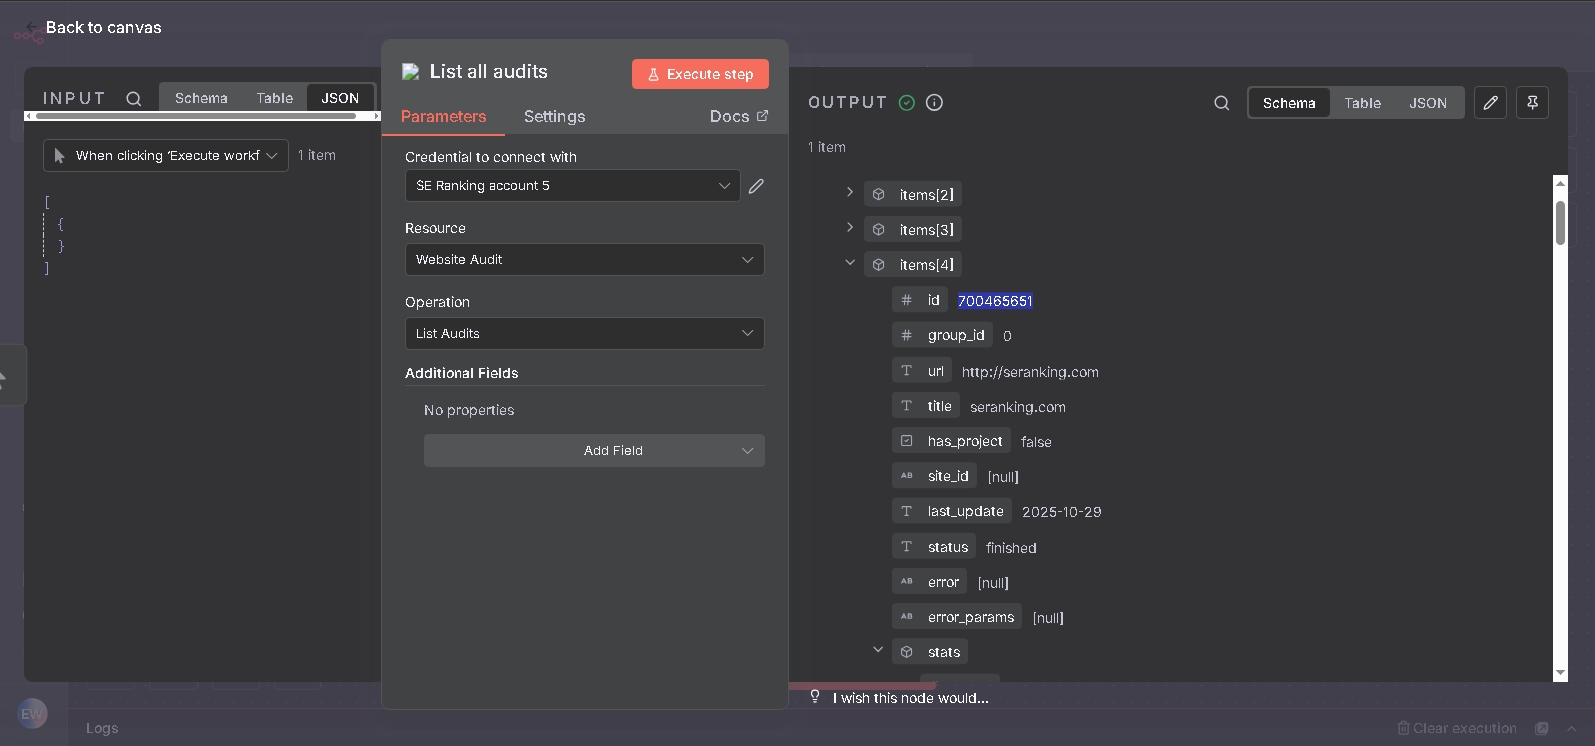 Back to canvas
INPUT
Schema
Table
JSON
When clicking 'Execute workf
1 item
[
{
}
]
List all audits
Execute step
Parameters
Settings
Docs
Credential to connect with
SE Ranking account 5
Resource
Website Audit
Operation
List Audits
Additional Fields
No properties
Add Field
OUTPUT
Schema
Table
JSON
1 item
items[2]
items[3]
items[4]
# id 700465651
# group_id 0
T url http://seranking.com
T title seranking.com
has_project false
AB site_id [null]
T last_update 2025-10-29
T status finished
AB error [null]
AB error_params [null]
stats
I wish this node would...
EW
Logs
Clear execution